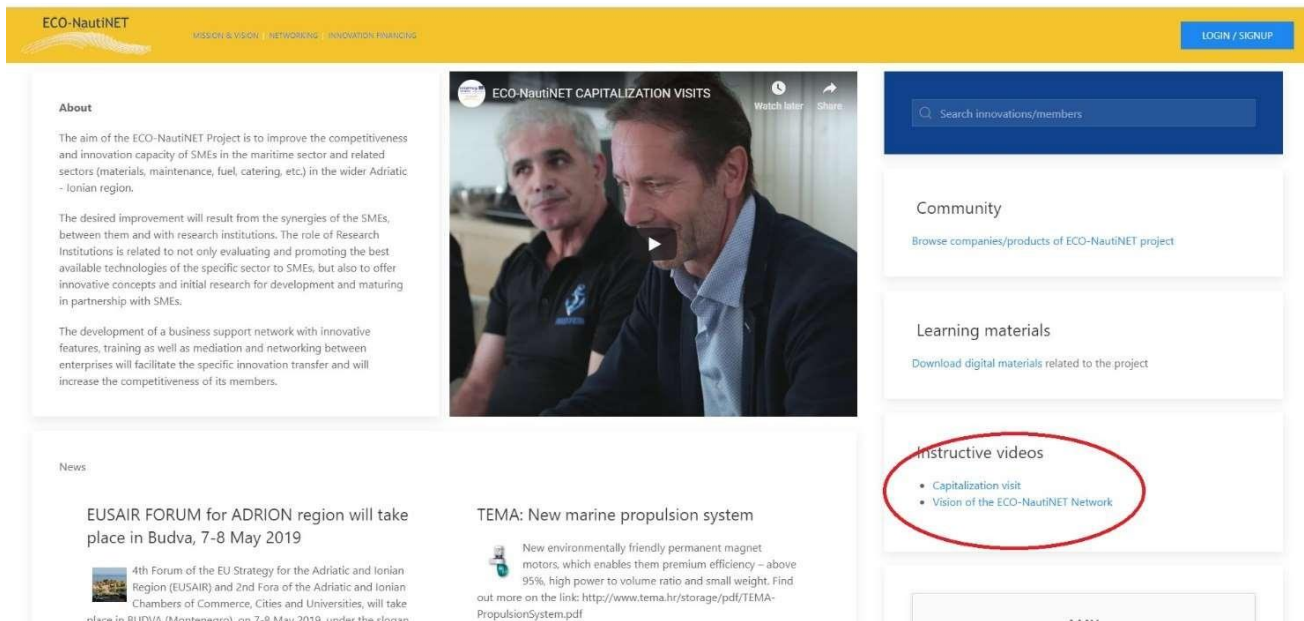 ECO-NautiNET
MISSION & VISION | NETWORKING | INNOVATION FINANCING
LOGIN / SIGNUP
About
The aim of the ECO-NautiNET Project is to improve the competitiveness
and innovation capacity of SMEs in the maritime sector and related
sectors (materials, maintenance, fuel, catering, etc.) in the wider Adriatic
- Ionian region.
The desired improvement will result from the synergies of the SMEs,
between them and with research institutions. The role of Research
Institutions is related to not only evaluating and promoting the best
available technologies of the specific sector to SMEs, but also to offer
innovative concepts and initial research for development and maturing
in partnership with SMEs.
The development of a business support network with innovative
features, training as well as mediation and networking between
enterprises will facilitate the specific innovation transfer and will
increase the competitiveness of its members.
ECO-NautiNET CAPITALIZATION VISITS
Watch later
Share
Search innovations/members
Community
Browse companies/products of ECO-NautiNET project
Learning materials
Download digital materials related to the project
Instructive videos
• Capitalization visit
• Vision of the ECO-NautiNET Network
News
EUSAIR FORUM for ADRION region will take
place in Budva, 7-8 May 2019
4th Forum of the EU Strategy for the Adriatic and Ionian
Region (EUSAIR) and 2nd Fora of the Adriatic and Ionian
Chambers of Commerce, Cities and Universities, will take
place in BUDVA (Montenegro), on 7-8 May 2019, under the slogan
TEMA: New marine propulsion system
New environmentally friendly permanent magnet
motors, which enables them premium efficiency – above
95%, high power to volume ratio and small weight. Find
out more on the link: http://www.tema.hr/storage/pdf/TEMA-
PropulsionSystem.pdf